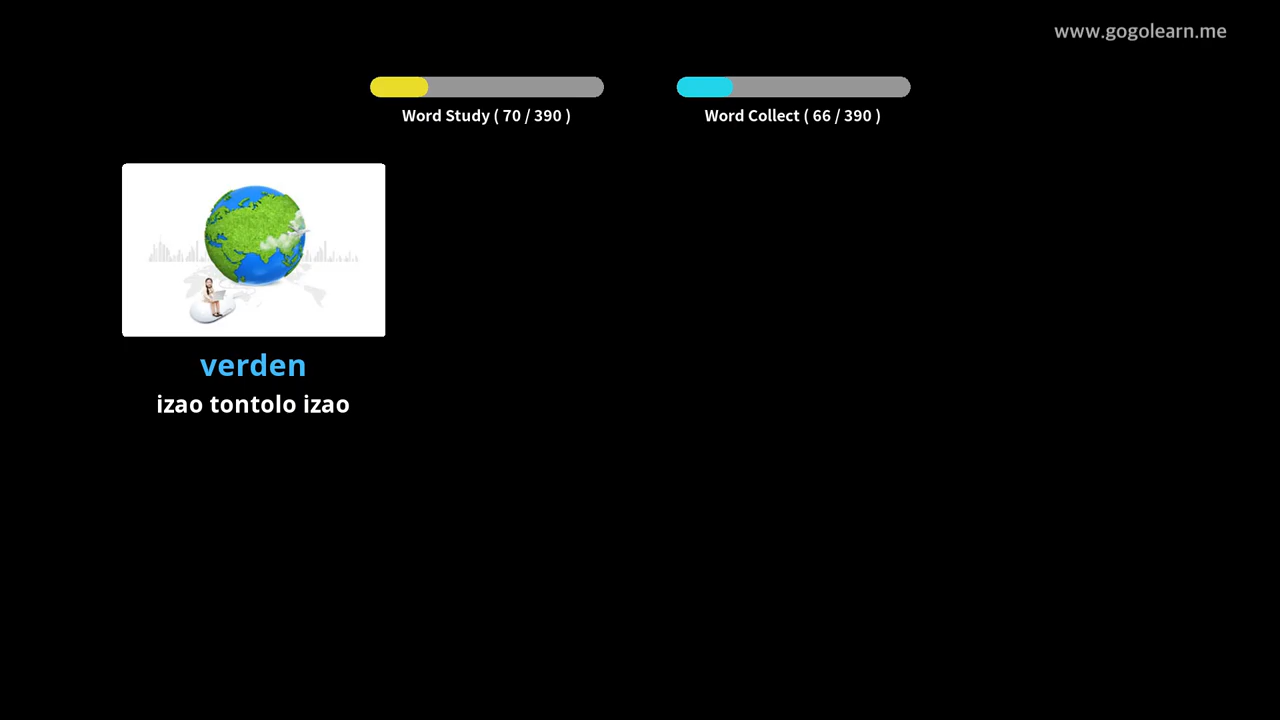 www.gogolearn.me
Word Study ( 70 / 390 )
Word Collect ( 66 / 390 )
verden
izao tontolo izao